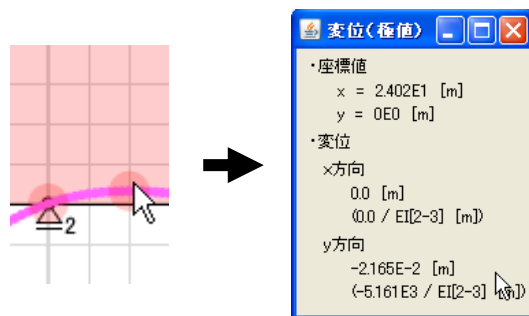 2
変位(極値)
・座標値
x = 2.402E1 [m]
y = 0E0 [m]
・変位
x方向
0.0 [m]
(0.0 / EI[2-3] [m])
y方向
-2.165E-2 [m]
(-5.161E3 / EI[2-3] [m])